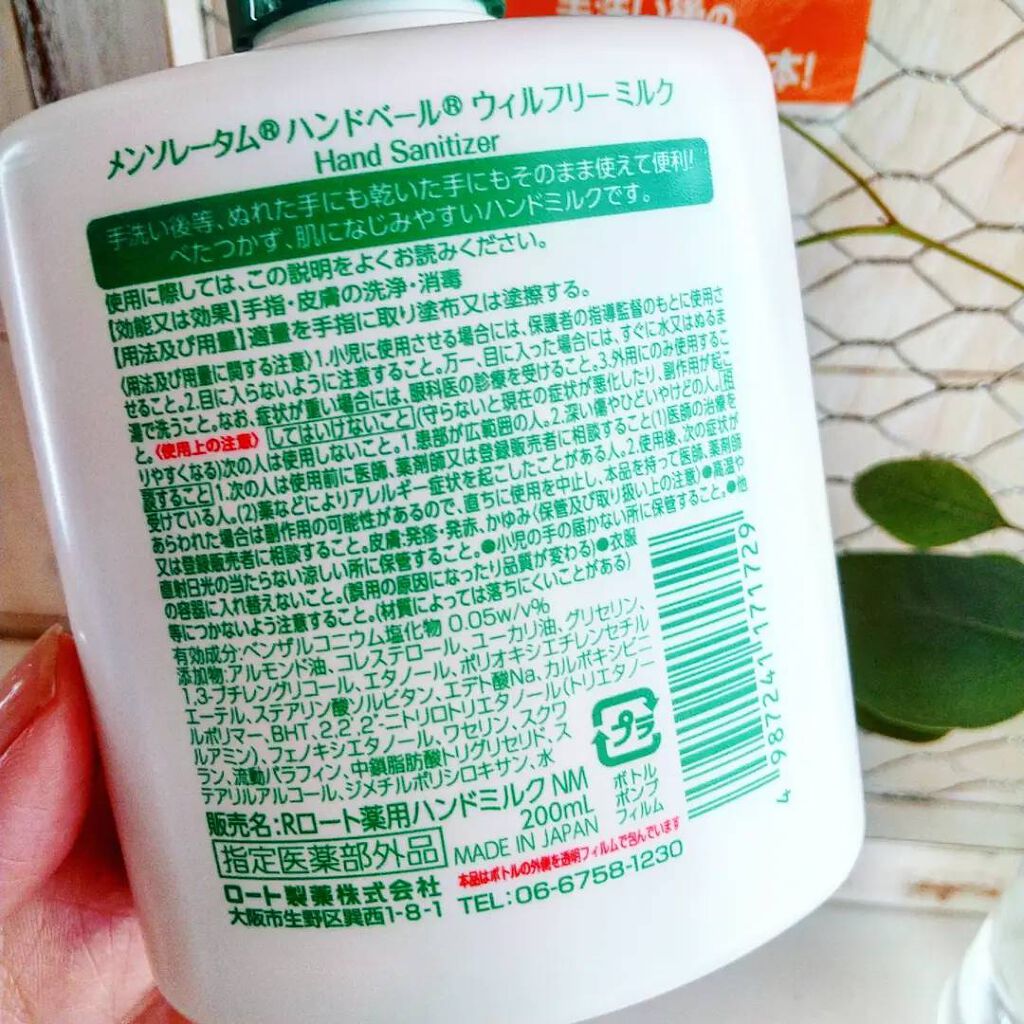 手洗い後の
本!
メンソレータム® ハンドベール® ウィルフリー ミルク
Hand Sanitizer
手洗い後等、ぬれた手にも乾いた手にもそのまま使えて便利!
べたつかず、肌になじみやすいハンドミルクです。
使用に際しては、この説明をよくお読みください。
【効能又は効果】手指・皮膚の洗浄・消毒
【用法及び用量】適量を手指に取り塗布又は塗擦する。
〈用法及び用量に関する注意〉1.小児に使用させる場合には、保護者の指導監督のもとに使用さ
せること。2.目に入らないように注意すること。万一、目に入った場合には、すぐに水又はぬるま
湯で洗うこと。なお、症状が重い場合には、眼科医の診療を受けること。3.外用にのみ使用するこ
と。〈使用上の注意〉[してはいけないこと](守らないと現在の症状が悪化したり、副作用が起こ
りやすくなる)次の人は使用しないこと。1.患部が広範囲の人。2.深い傷やひどいやけどの人。[相
談すること]1.次の人は使用前に医師、薬剤師又は登録販売者に相談すること(1)医師の治療を
受けている人。(2)薬などによりアレルギー症状を起こしたことがある人。2.使用後、次の症状が
あらわれた場合は副作用の可能性があるので、直ちに使用を中止し、本品を持って医師、薬剤師
又は登録販売者に相談すること。皮膚:発疹・発赤、かゆみ〈保管及び取り扱い上の注意〉●高温や
直射日光の当たらない涼しい所に保管すること。●小児の手の届かない所に保管すること。●他
の容器に入れ替えないこと。(誤用の原因になったり品質が変わる)●衣服
等につかないよう注意すること。(材質によっては落ちにくいことがある)
有効成分:ベンザルコニウム塩化物 0.05w/v%
添加物:アルモンド油、コレステロール、ユーカリ油、グリセリン、
1,3-ブチレングリコール、エタノール、ポリオキシエチレンセチル
エーテル、ステアリン酸ソルビタン、エデト酸Na、カルボキシビニ
ルポリマー、BHT、2,2´,2´´-ニトリロトリエタノール(トリエタノー
ルアミン)、フェノキシエタノール、ワセリン、スクワ
ラン、流動パラフィン、中鎖脂肪酸トリグリセリド、ス
テアリルアルコール、ジメチルポリシロキサン、水
プラ
ボトル
ポンプ
フィルム
4 987241 171729
販売名:Rロート薬用ハンドミルク NM
200mL
指定医薬部外品 MADE IN JAPAN
本品はボトルの外側を透明フィルムで包んでいます
ロート製薬株式会社
大阪市生野区巽西1-8-1 TEL:06-6758-1230